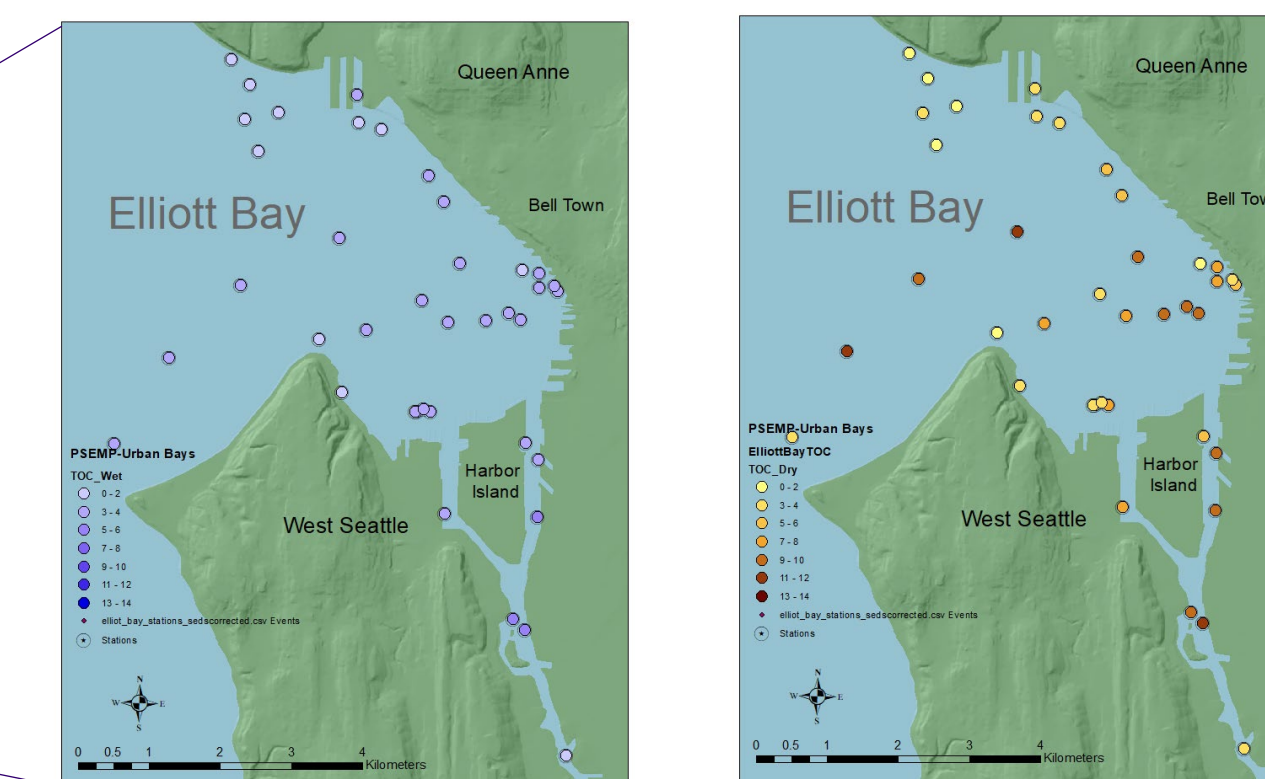 Queen Anne
Elliott Bay
Bell Town
Harbor
Island
West Seattle
PSEMP-Urban Bays
TOC_Wet
0 - 2
3 - 4
5 - 6
7 - 8
9 - 10
11 - 12
13 - 14
elliot_bay_stations_sedscorrected.csv Events
Stations
N
W E
S
0 0.5 1 2 3 4
Kilometers
Queen Anne
Elliott Bay
Bell Tow
Harbor
Island
West Seattle
PSEMP-Urban Bays
ElliottBayTOC
TOC_Dry
0 - 2
3 - 4
5 - 6
7 - 8
9 - 10
11 - 12
13 - 14
elliot_bay_stations_sedscorrected.csv Events
Stations
N
W E
S
0 0.5 1 2 3 4
Kilometers